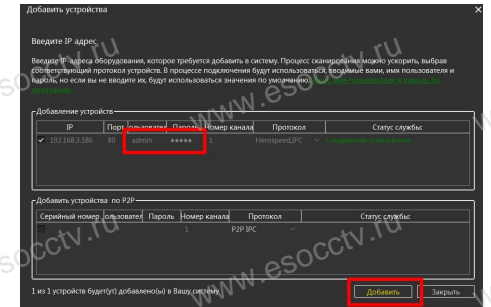 Добавить устройства
Введите IP адрес
Введите IP-адреса оборудования, которое требуется добавить в систему. Процесс сканирования можно ускорить, выбрав
соответствующий протокол устройств. В процессе подключения будут использоваться, вводимые вами, имя пользователя и
пароль, но если вы не вводите их, будут использоваться значения по умолчанию.
умолчанию
Добавление устройств
IP Порт ользовател Пароль Номер канала Протокол Статус службы:
192.168.3.186 80 admin ●●●●● 1 Herospeed,IPC Соединение установлено
Добавить устройства по P2P
Серийный номер ользовател Пароль Номер канала Протокол Статус службы:
1 P2P IPC
1 из 1 устройств будет(ут) добавлено(ы) в Вашу систему.
Добавить Закрыть
www.esocctv.ru
www.esocctv.ru